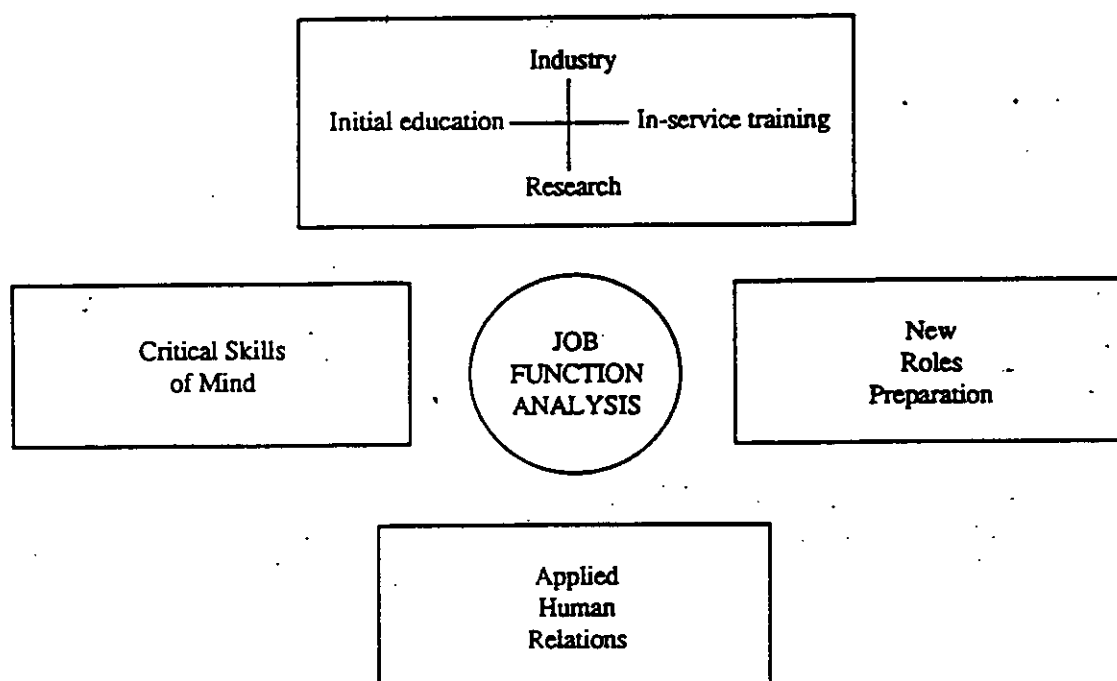 Industry
Initial education In-service training
Research
Critical Skills
of Mind
JOB
FUNCTION
ANALYSIS
New
Roles
Preparation
Applied
Human
Relations